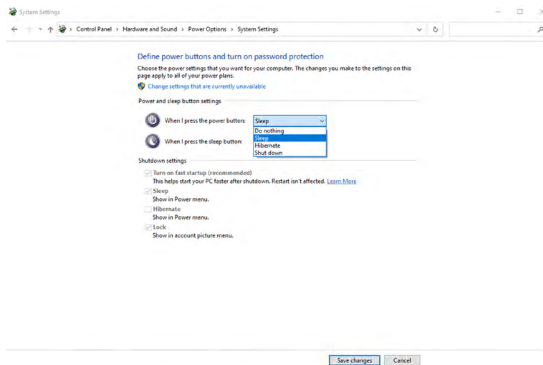 System Settings
Control Panel > Hardware and Sound > Power Options > System Settings
Define power buttons and turn on password protection
Choose the power settings that you want for your computer. The changes you make to the settings on this
page apply to all of your power plans.
Change settings that are currently unavailable
Power and sleep button settings
When I press the power button: Sleep
Do nothing
Sleep
Hibernate
Shut down
When I press the sleep button:
Shutdown settings
Turn on fast startup (recommended)
This helps start your PC faster after shutdown. Restart isn't affected. Learn More
Sleep
Show in Power menu.
Hibernate
Show in Power menu.
Lock
Show in account picture menu.
Save changes Cancel